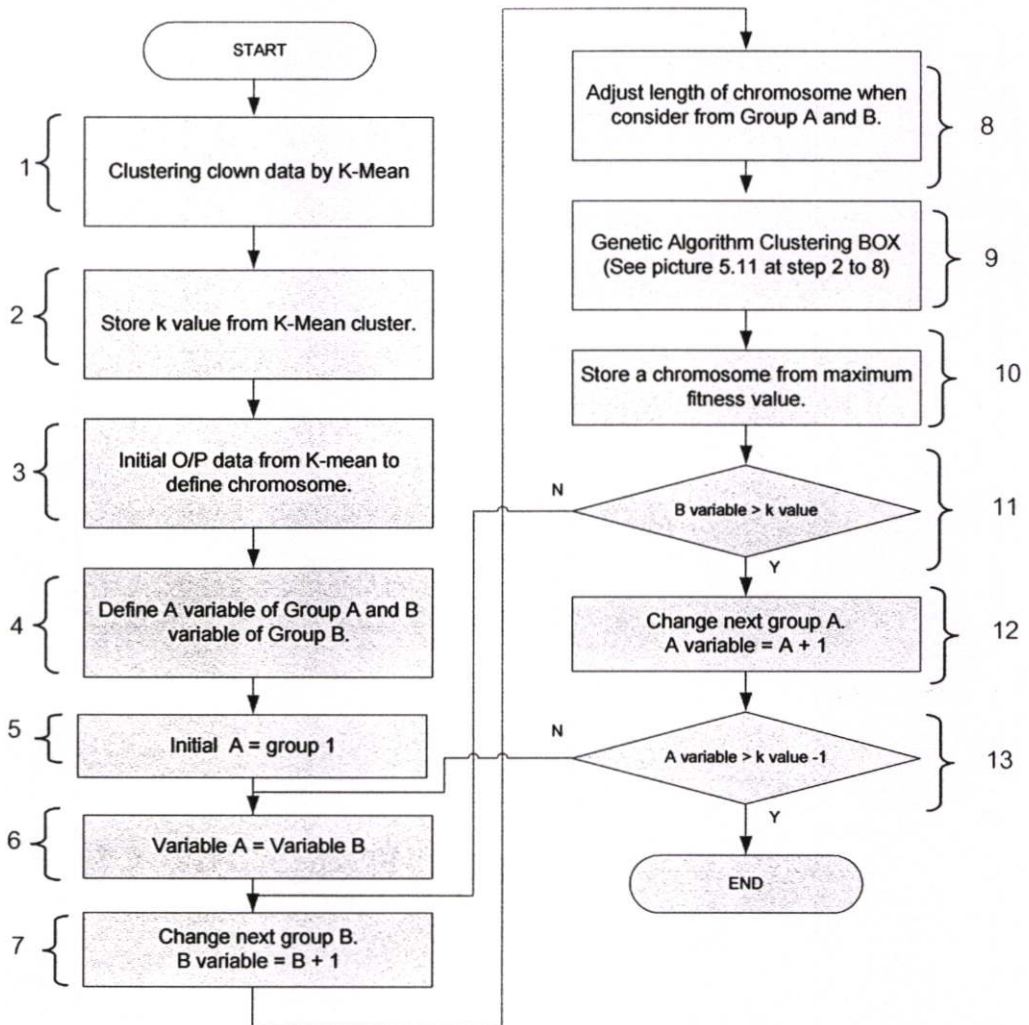 START
1
Clustering clown data by K-Mean
2
Store k value from K-Mean cluster.
3
Initial O/P data from K-mean to
define chromosome.
4
Define A variable of Group A and B
variable of Group B.
5
Initial A = group 1
6
Variable A = Variable B
7
Change next group B.
B variable = B + 1
Adjust length of chromosome when
consider from Group A and B.
8
Genetic Algorithm Clustering BOX
(See picture 5.11 at step 2 to 8)
9
Store a chromosome from maximum
fitness value.
10
N
B variable > k value
11
Y
Change next group A.
A variable = A + 1
12
N
A variable > k value -1
13
Y
END